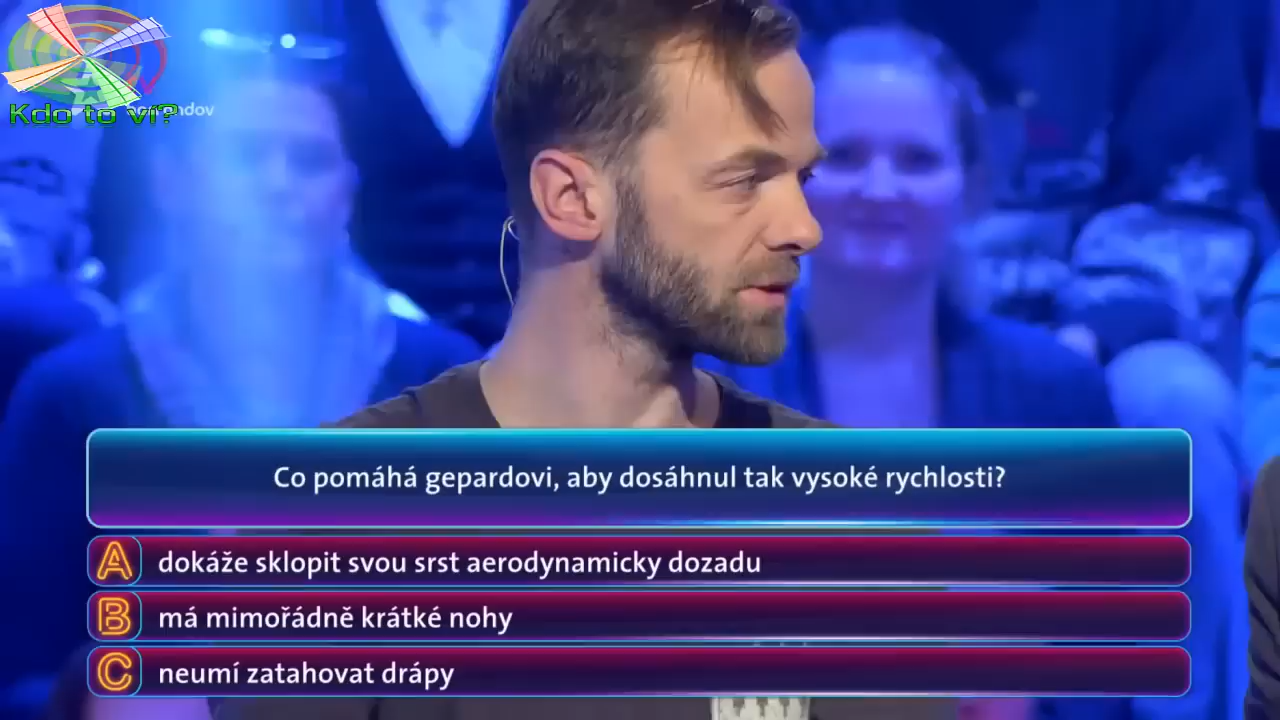 Kdo to ví?
Co pomáhá gepardovi, aby dosáhnul tak vysoké rychlosti?
A dokáže sklopit svou srst aerodynamicky dozadu
B má mimořádně krátké nohy
C neumí zatahovat drápy